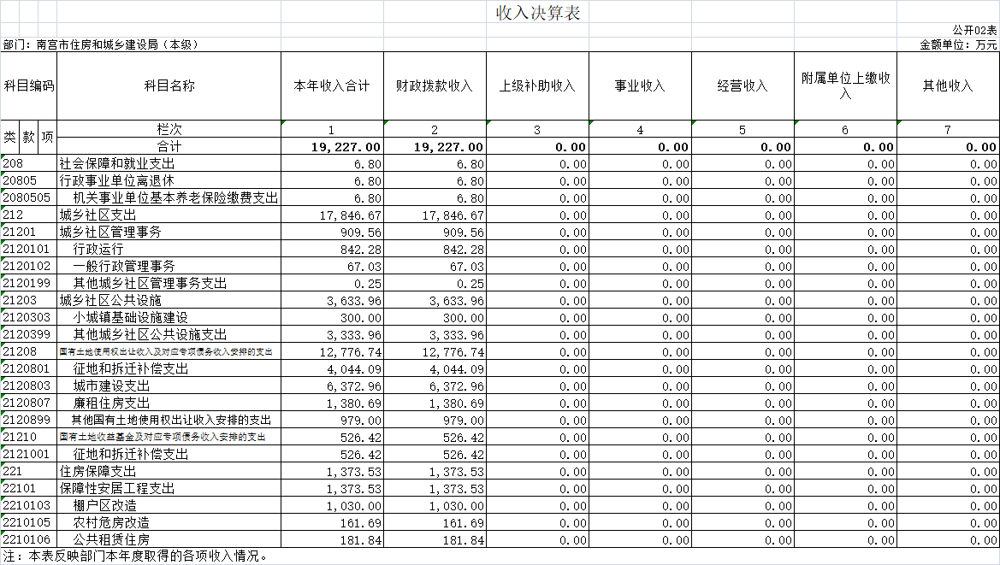 收入决算表
公开02表
部门：南宫市住房和城乡建设局（本级） 金额单位：万元
科目编码 科目名称 本年收入合计 财政拨款收入 上级补助收入 事业收入 经营收入 附属单位上缴收入 其他收入
类 款 项 栏次 1 2 3 4 5 6 7
合计 19,227.00 19,227.00 0.00 0.00 0.00 0.00 0.00
208 社会保障和就业支出 6.80 6.80 0.00 0.00 0.00 0.00 0.00
20805 行政事业单位离退休 6.80 6.80 0.00 0.00 0.00 0.00 0.00
2080505 机关事业单位基本养老保险缴费支出 6.80 6.80 0.00 0.00 0.00 0.00 0.00
212 城乡社区支出 17,846.67 17,846.67 0.00 0.00 0.00 0.00 0.00
21201 城乡社区管理事务 909.56 909.56 0.00 0.00 0.00 0.00 0.00
2120101 行政运行 842.28 842.28 0.00 0.00 0.00 0.00 0.00
2120102 一般行政管理事务 67.03 67.03 0.00 0.00 0.00 0.00 0.00
2120199 其他城乡社区管理事务支出 0.25 0.25 0.00 0.00 0.00 0.00 0.00
21203 城乡社区公共设施 3,633.96 3,633.96 0.00 0.00 0.00 0.00 0.00
2120303 小城镇基础设施建设 300.00 300.00 0.00 0.00 0.00 0.00 0.00
2120399 其他城乡社区公共设施支出 3,333.96 3,333.96 0.00 0.00 0.00 0.00 0.00
21208 国有土地使用权出让收入及对应专项债务收入安排的支出 12,776.74 12,776.74 0.00 0.00 0.00 0.00 0.00
2120801 征地和拆迁补偿支出 4,044.09 4,044.09 0.00 0.00 0.00 0.00 0.00
2120803 城市建设支出 6,372.96 6,372.96 0.00 0.00 0.00 0.00 0.00
2120807 廉租住房支出 1,380.69 1,380.69 0.00 0.00 0.00 0.00 0.00
2120899 其他国有土地使用权出让收入安排的支出 979.00 979.00 0.00 0.00 0.00 0.00 0.00
21210 国有土地收益基金及对应专项债务收入安排的支出 526.42 526.42 0.00 0.00 0.00 0.00 0.00
2121001 征地和拆迁补偿支出 526.42 526.42 0.00 0.00 0.00 0.00 0.00
221 住房保障支出 1,373.53 1,373.53 0.00 0.00 0.00 0.00 0.00
22101 保障性安居工程支出 1,373.53 1,373.53 0.00 0.00 0.00 0.00 0.00
2210103 棚户区改造 1,030.00 1,030.00 0.00 0.00 0.00 0.00 0.00
2210105 农村危房改造 161.69 161.69 0.00 0.00 0.00 0.00 0.00
2210106 公共租赁住房 181.84 181.84 0.00 0.00 0.00 0.00 0.00
注：本表反映部门本年度取得的各项收入情况。